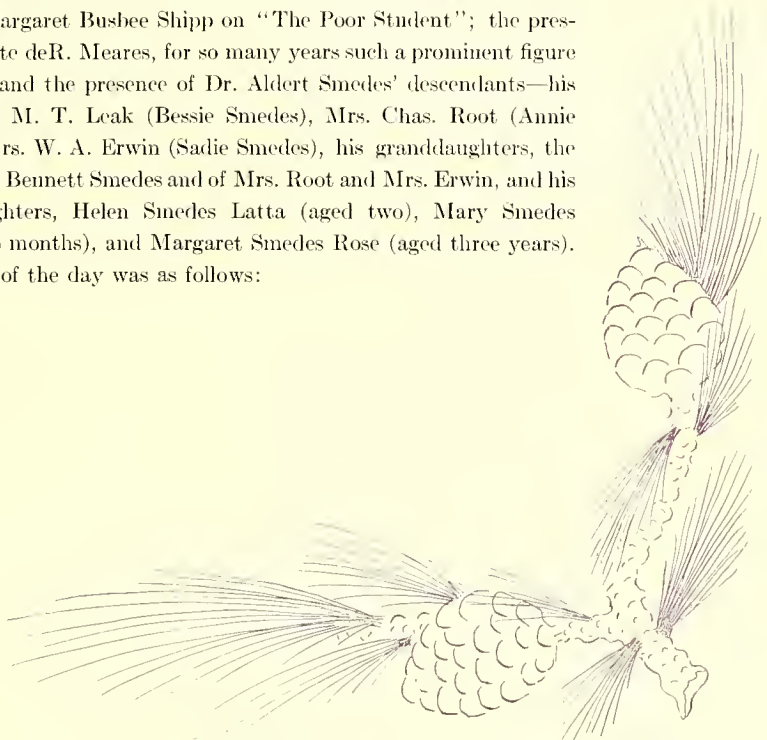 argaret Busbee Shipp on “The Poor Student”; the pres-
te deR. Meares, for so many years such a prominent figure
and the presence of Dr. Aldert Smedes’ descendants—his
M. T. Leak (Bessie Smedes), Mrs. Chas. Root (Annie
rs. W. A. Erwin (Sadie Smedes), his granddaughters, the
Bennett Smedes and of Mrs. Root and Mrs. Erwin, and his
ghters, Helen Smedes Latta (aged two), Mary Smedes
months), and Margaret Smedes Rose (aged three years).
of the day was as follows: